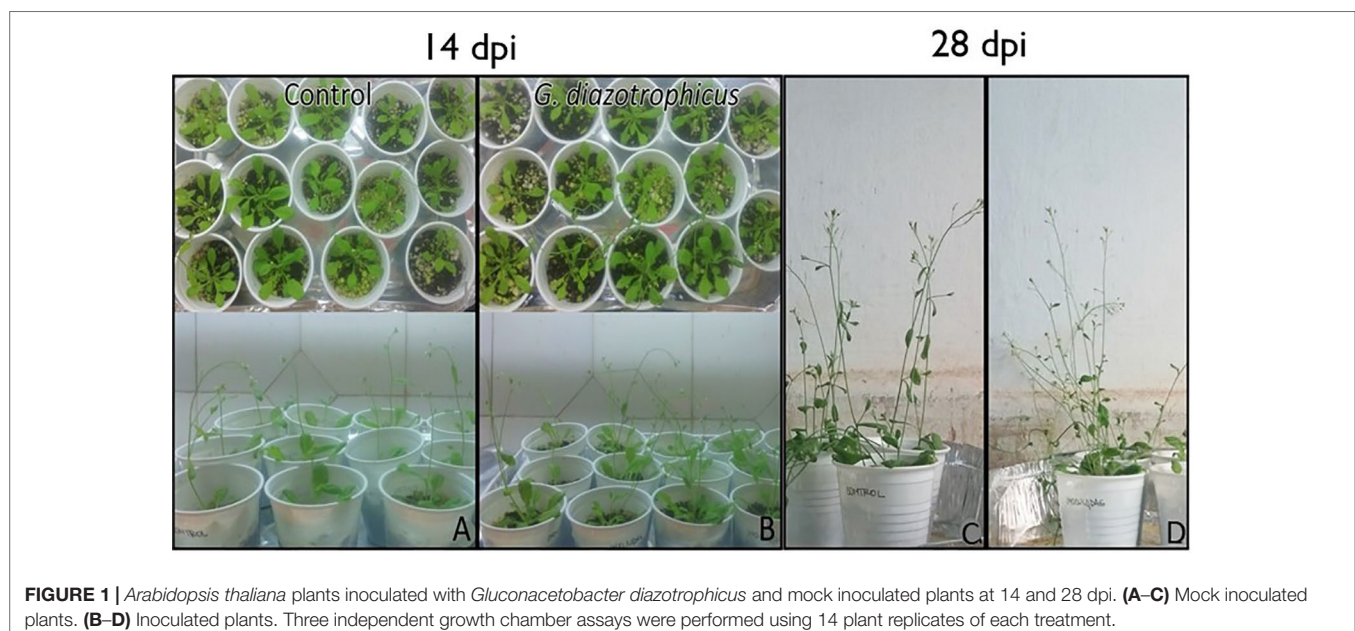 14 dpi
28 dpi
Control
G. diazotrophicus
A
B
CONTROL
C
D
FIGURE 1 | Arabidopsis thaliana plants inoculated with Gluconacetobacter diazotrophicus and mock inoculated plants at 14 and 28 dpi. (A–C) Mock inoculated
plants. (B–D) Inoculated plants. Three independent growth chamber assays were performed using 14 plant replicates of each treatment.